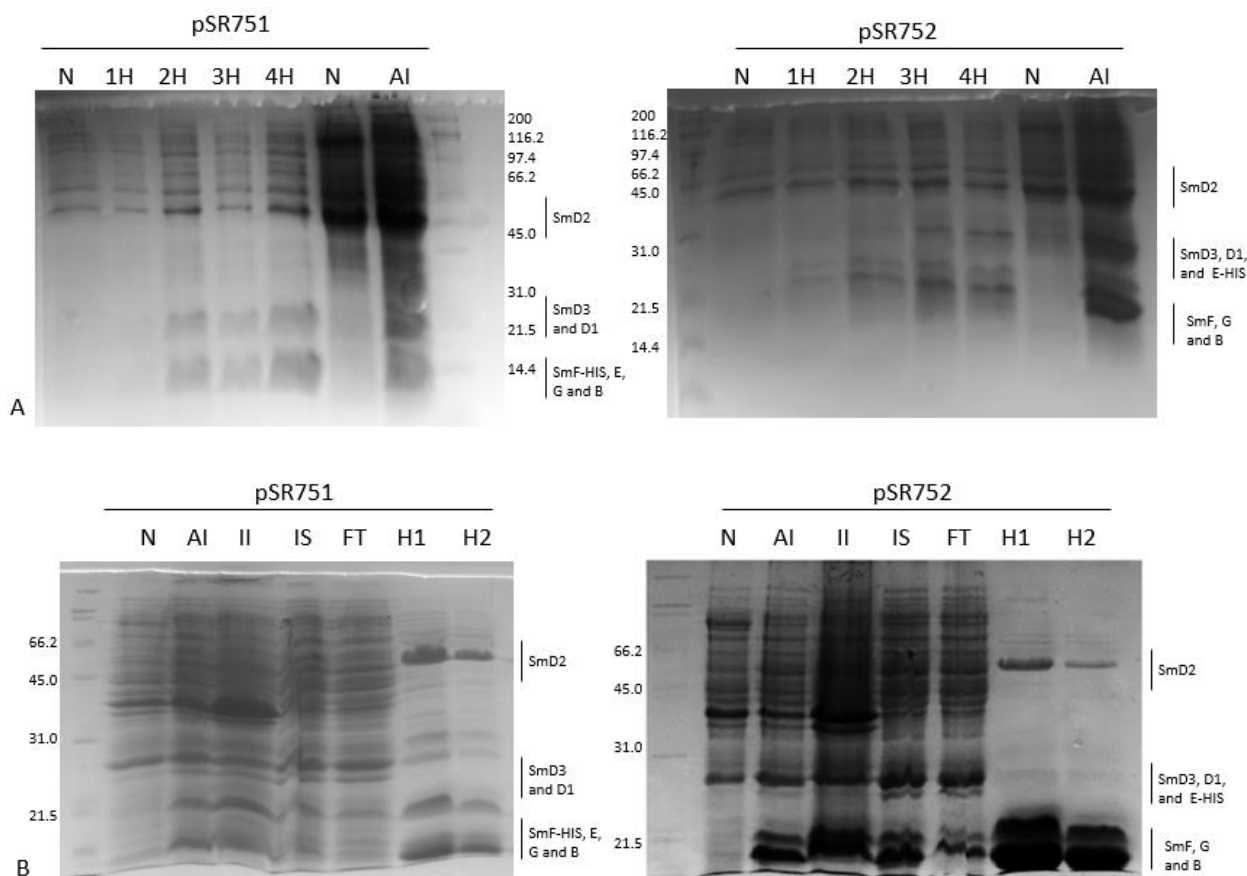 pSR751
N 1H 2H 3H 4H N AI
200
116.2
97.4
66.2
45.0
31.0
21.5
14.4
SmD2
SmD3
and D1
SmF-HIS, E,
G and B
A
pSR752
N 1H 2H 3H 4H N AI
200
116.2
97.4
66.2
45.0
31.0
21.5
14.4
SmD2
SmD3, D1,
and E-HIS
SmF, G
and B
pSR751
N AI II IS FT H1 H2
66.2
45.0
31.0
21.5
SmD2
SmD3
and D1
SmF-HIS, E,
G and B
B
pSR752
N AI II IS FT H1 H2
66.2
45.0
31.0
21.5
SmD2
SmD3, D1,
and E-HIS
SmF, G
and B